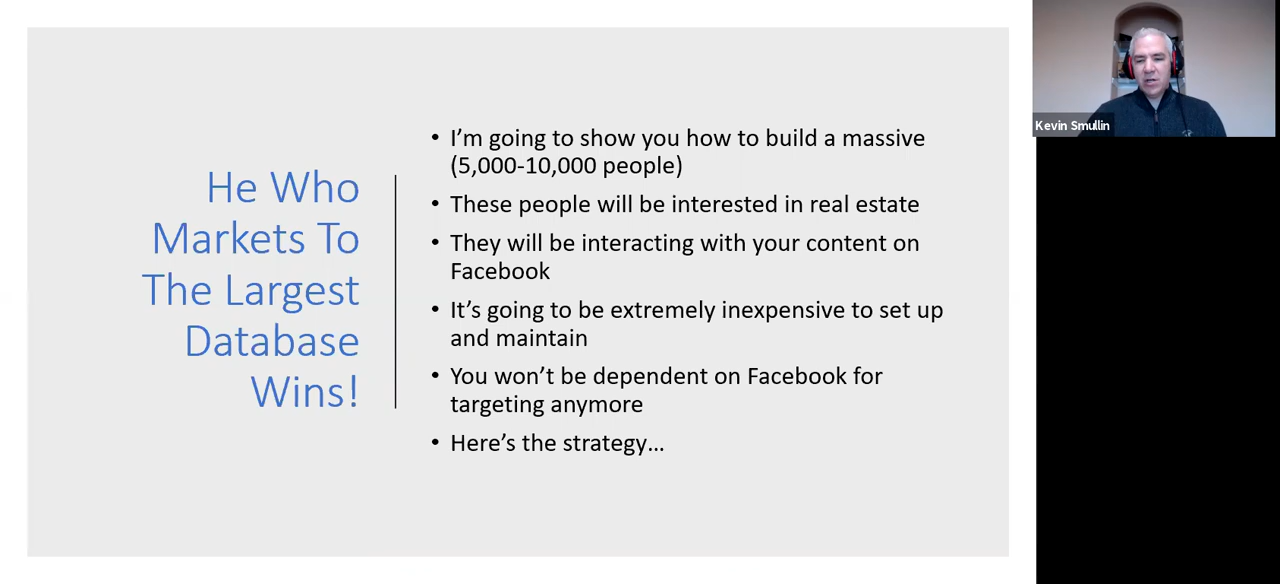 He Who
Markets To
The Largest
Database
Wins!
• I’m going to show you how to build a massive
(5,000-10,000 people)
• These people will be interested in real estate
• They will be interacting with your content on
Facebook
• It’s going to be extremely inexpensive to set up
and maintain
• You won’t be dependent on Facebook for
targeting anymore
• Here’s the strategy…
Kevin Smullin